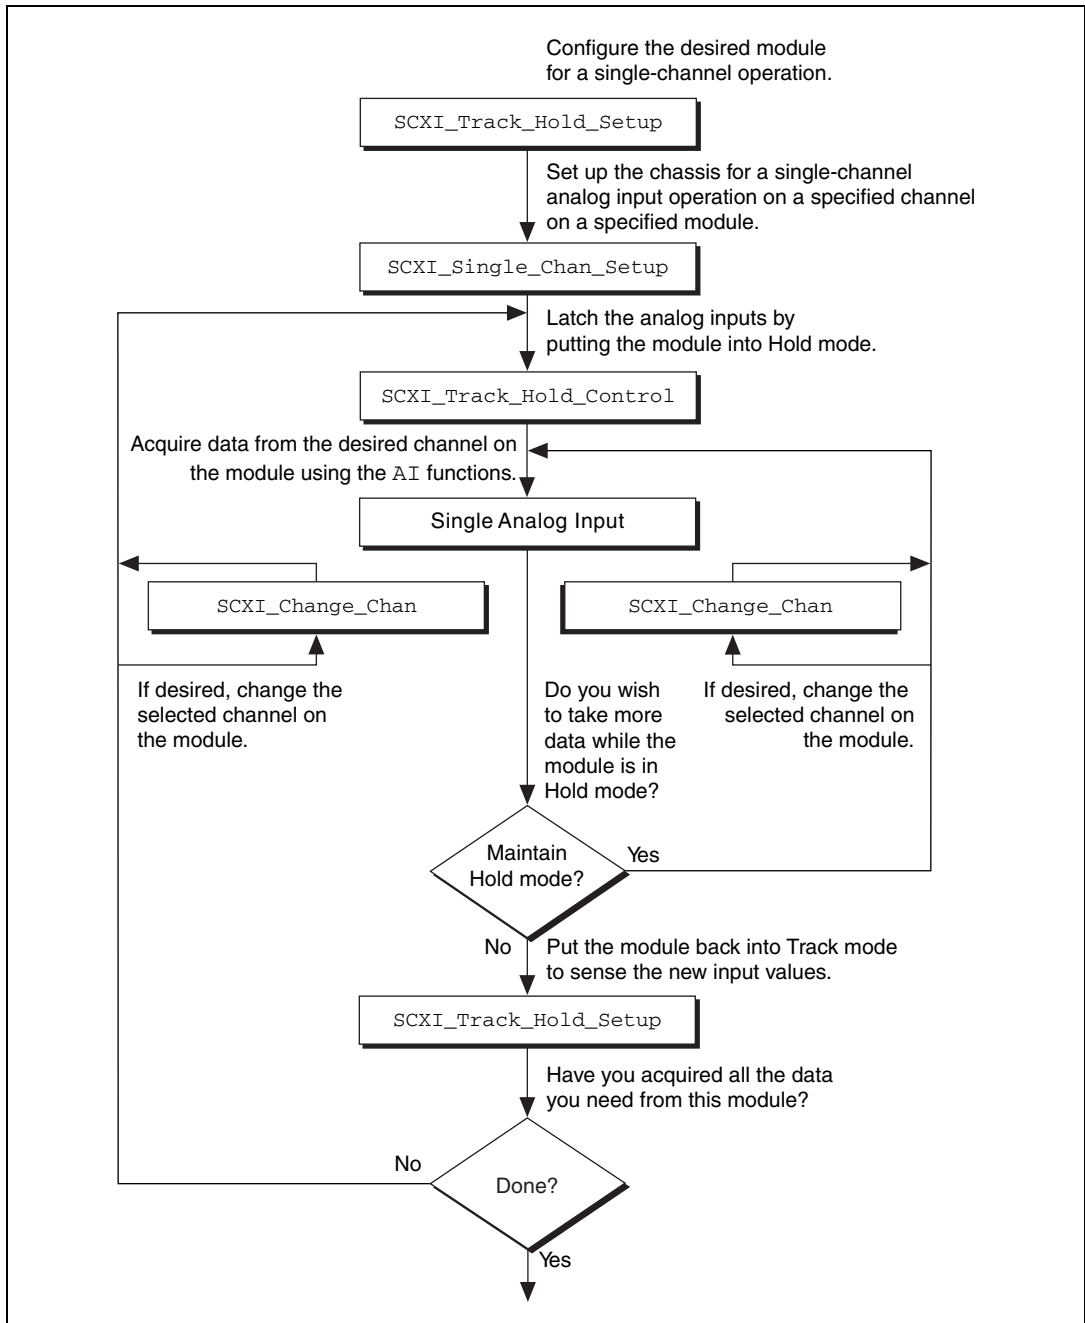 Configure the desired module
for a single-channel operation.
SCXI_Track_Hold_Setup
Set up the chassis for a single-channel
analog input operation on a specified channel
on a specified module.
SCXI_Single_Chan_Setup
Latch the analog inputs by
putting the module into Hold mode.
SCXI_Track_Hold_Control
Acquire data from the desired channel on
the module using the AI functions.
Single Analog Input
SCXI_Change_Chan
SCXI_Change_Chan
If desired, change the
selected channel on
the module.
Do you wish
to take more
data while the
module is in
Hold mode?
If desired, change the
selected channel on
the module.
Maintain
Hold mode?
Yes
No
Put the module back into Track mode
to sense the new input values.
SCXI_Track_Hold_Setup
Have you acquired all the data
you need from this module?
No
Done?
Yes